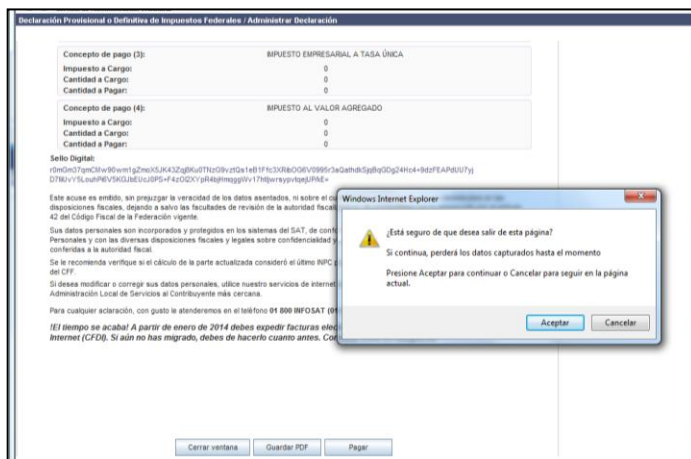 Declaración Provisional o Definitiva de Impuestos Federales / Administrar Declaración
Concepto de pago (3): IMPUESTO EMPRESARIAL A TASA ÚNICA
Impuesto a Cargo: 0
Cantidad a Cargo: 0
Cantidad a Pagar: 0
Concepto de pago (4): IMPUESTO AL VALOR AGREGADO
Impuesto a Cargo: 0
Cantidad a Cargo: 0
Cantidad a Pagar: 0
Sello Digital:
Este acuse es emitido, sin prejuzgar la veracidad de los datos asentados, ni sobre el
disposiciones fiscales, dejando a salvo las facultades de revisión de la autoridad
42 del Código Fiscal de la Federación vigente.
Sus datos personales son incorporados y protegidos en los sistemas del SAT, de
Personales y con las diversas disposiciones fiscales y legales sobre confidencialidad y
conferidas a la autoridad fiscal.
Se le recomienda verifique si el cálculo de la parte actualizada consideró el último INPC
del CFF.
Si desea modificar o corregir sus datos personales, utilice nuestro servicios de internet
Administración Local de Servicios al Contribuyente más cercana.
Para cualquier aclaración, con gusto le atenderemos en el teléfono 01 800 INFOSAT
!El tiempo se acaba! A partir de enero de 2014 debes expedir facturas
Internet (CFDI). Si aún no has migrado, debes de hacerlo cuanto antes.
Windows Internet Explorer
¿Está seguro de que desea salir de esta página?
Si continua, perderá los datos capturados hasta el momento
Presione Aceptar para continuar o Cancelar para seguir en la página
actual.
Aceptar Cancelar
Cerrar ventana Guardar PDF Pagar